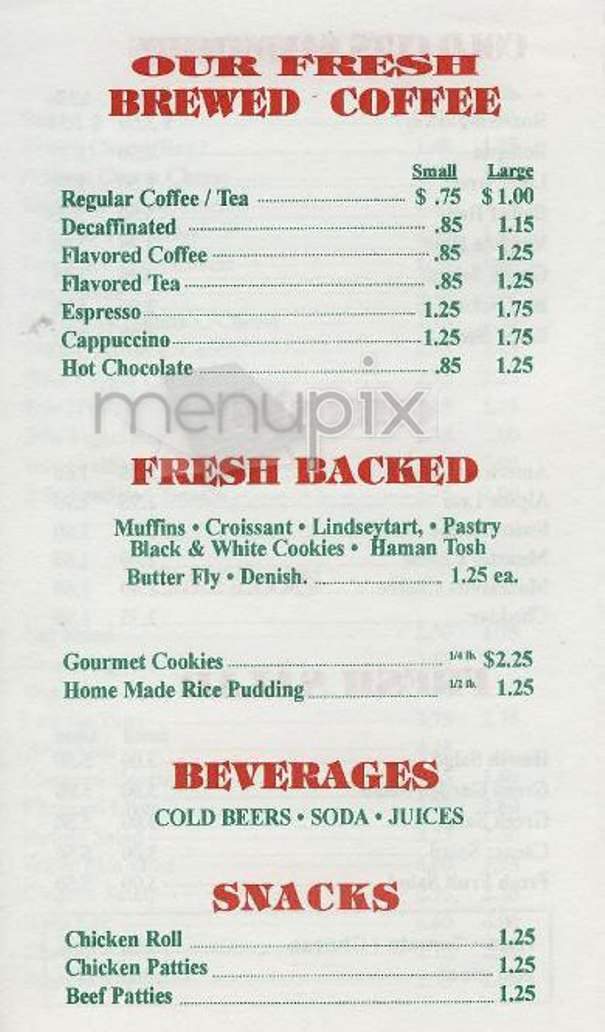 OUR FRESH
BREWED COFFEE
Small Large
Regular Coffee / Tea $ .75 $ 1.00
Decaffinated .85 1.15
Flavored Coffee .85 1.25
Flavored Tea .85 1.25
Espresso 1.25 1.75
Cappuccino 1.25 1.75
Hot Chocolate .85 1.25
menupix
FRESH BACKED
Muffins • Croissant • Lindseytart, • Pastry
Black & White Cookies • Haman Tosh
Butter Fly • Denish. 1.25 ea.
Gourmet Cookies 1/4 lb. $2.25
Home Made Rice Pudding 1/2 lb. 1.25
BEVERAGES
COLD BEERS • SODA • JUICES
SNACKS
Chicken Roll 1.25
Chicken Patties 1.25
Beef Patties 1.25